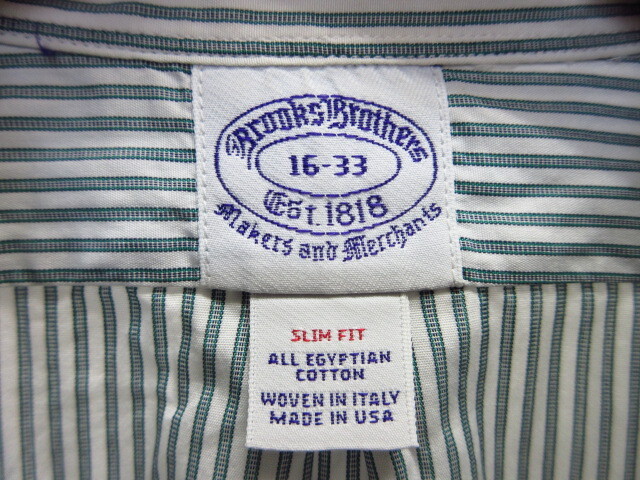 Brooks Brothers
16-33
Est. 1818
Makers and Merchants
SLIM FIT
ALL EGYPTIAN
COTTON
WOVEN IN ITALY
MADE IN USA